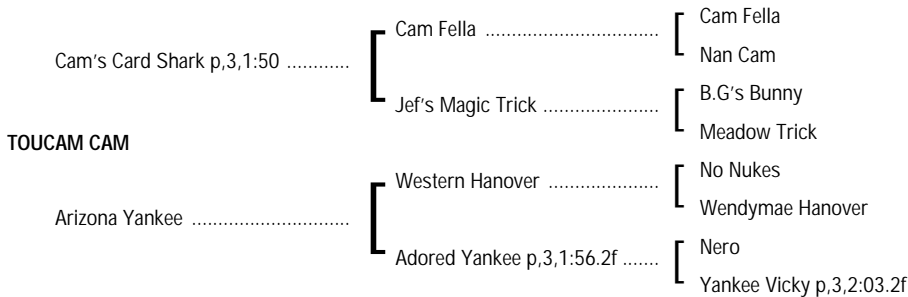 Cam Fella
Cam Fella ................................
Nan Cam
Cam's Card Shark p,3,1:50 ............
B.G's Bunny
Jef's Magic Trick ......................
Meadow Trick
TOUCAM CAM
No Nukes
Western Hanover .....................
Wendymae Hanover
Arizona Yankee ..............................
Nero
Adored Yankee p,3,1:56.2f .......
Yankee Vicky p,3,2:03.2f